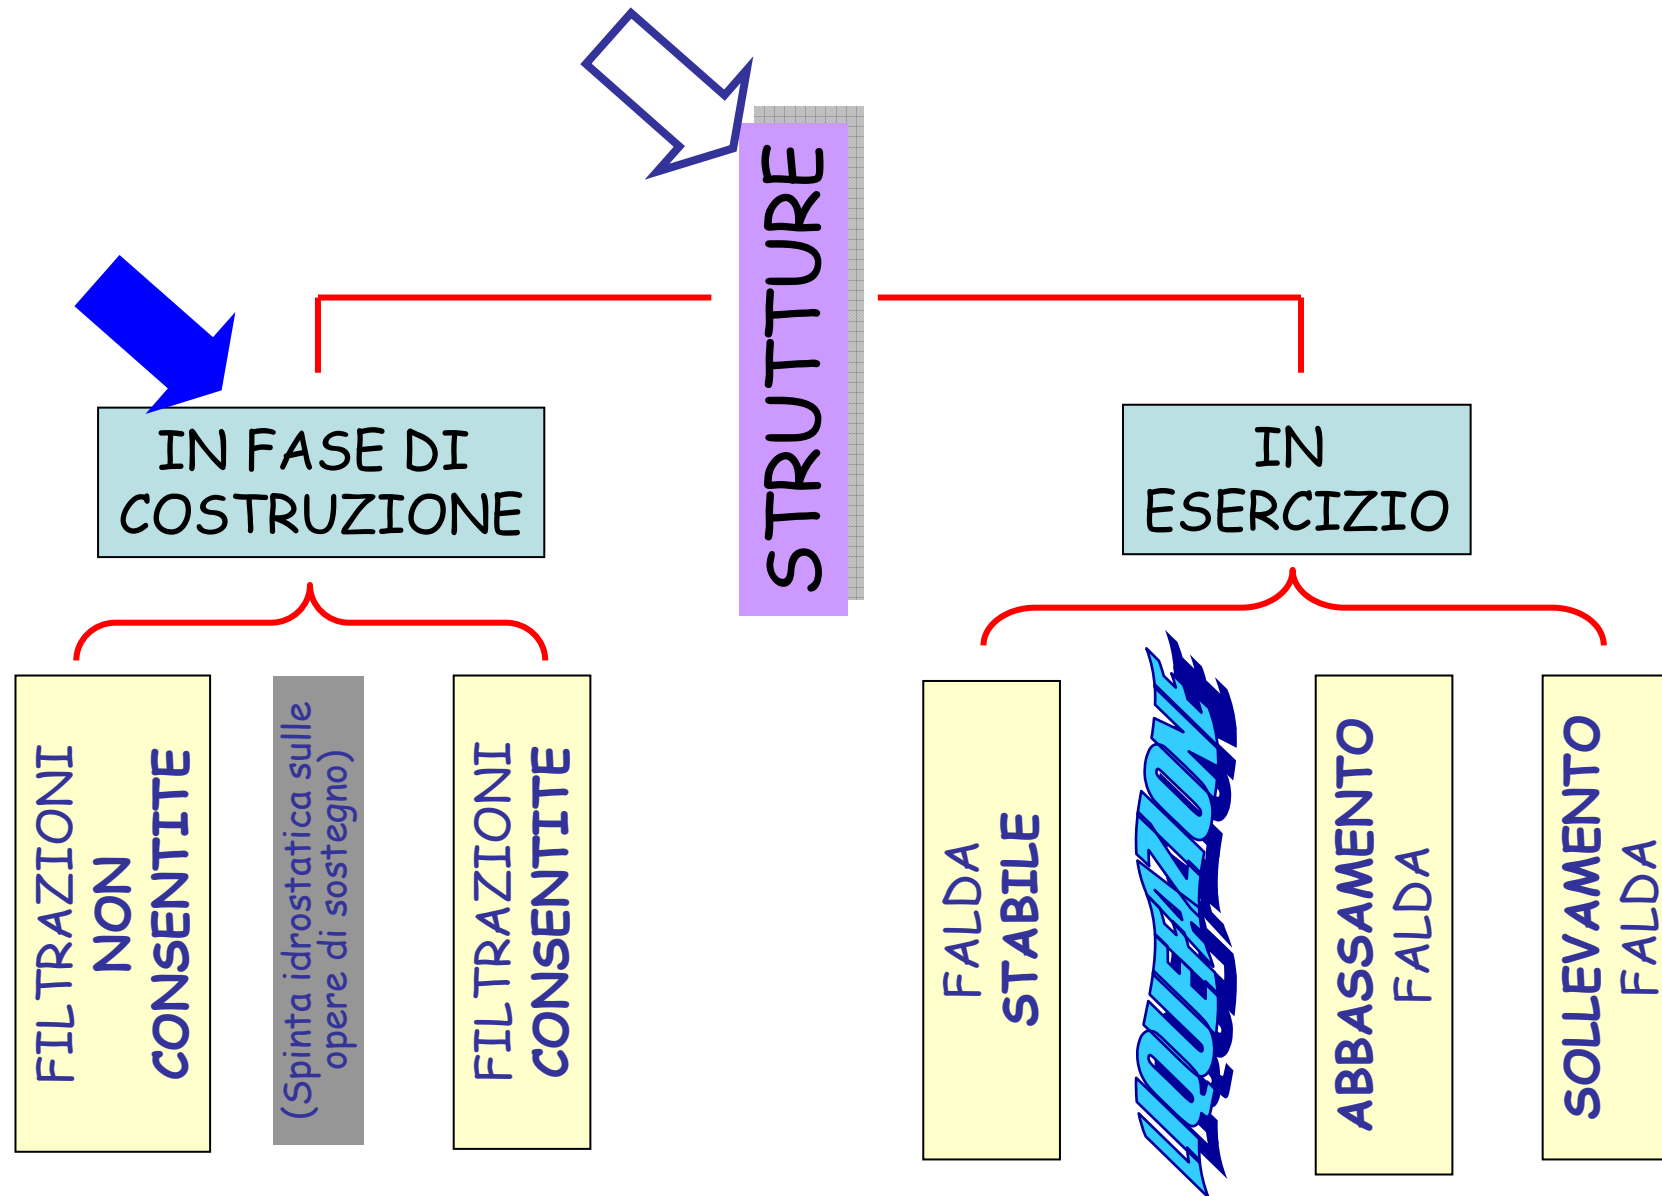 STRUTTURE
IN FASE DI
COSTRUZIONE
IN
ESERCIZIO
FILTRAZIONI
NON
CONSENTITE
(Spinta idrostatica sulle
opere di sostegno)
FILTRAZIONI
CONSENTITE
FALDA
STABILE
LIQUEFAZIONE
ABBASSAMENTO
FALDA
SOLLEVAMENTO
FALDA